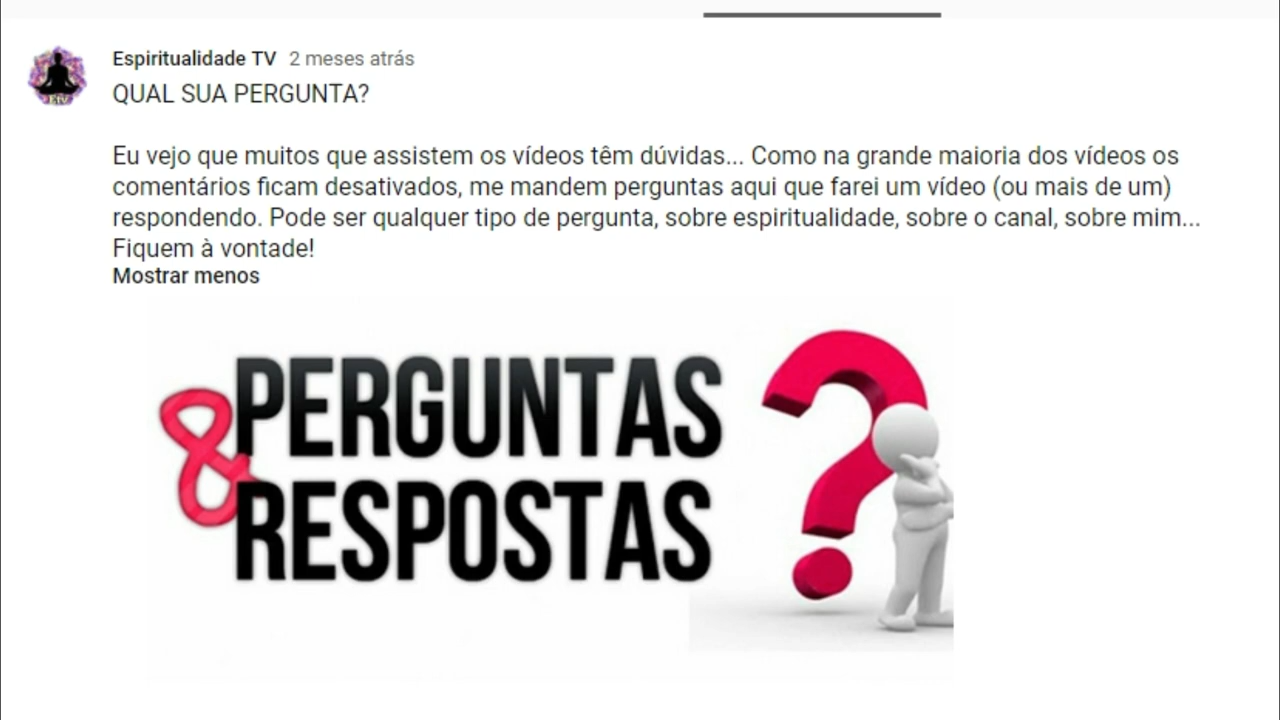 Espiritualidade TV 2 meses atrás
QUAL SUA PERGUNTA?
Eu vejo que muitos que assistem os vídeos têm dúvidas... Como na grande maioria dos vídeos os
comentários ficam desativados, me mandem perguntas aqui que farei um vídeo (ou mais de um)
respondendo. Pode ser qualquer tipo de pergunta, sobre espiritualidade, sobre o canal, sobre mim...
Fiquem à vontade!
Mostrar menos
PERGUNTAS
& RESPOSTAS
?
ETV